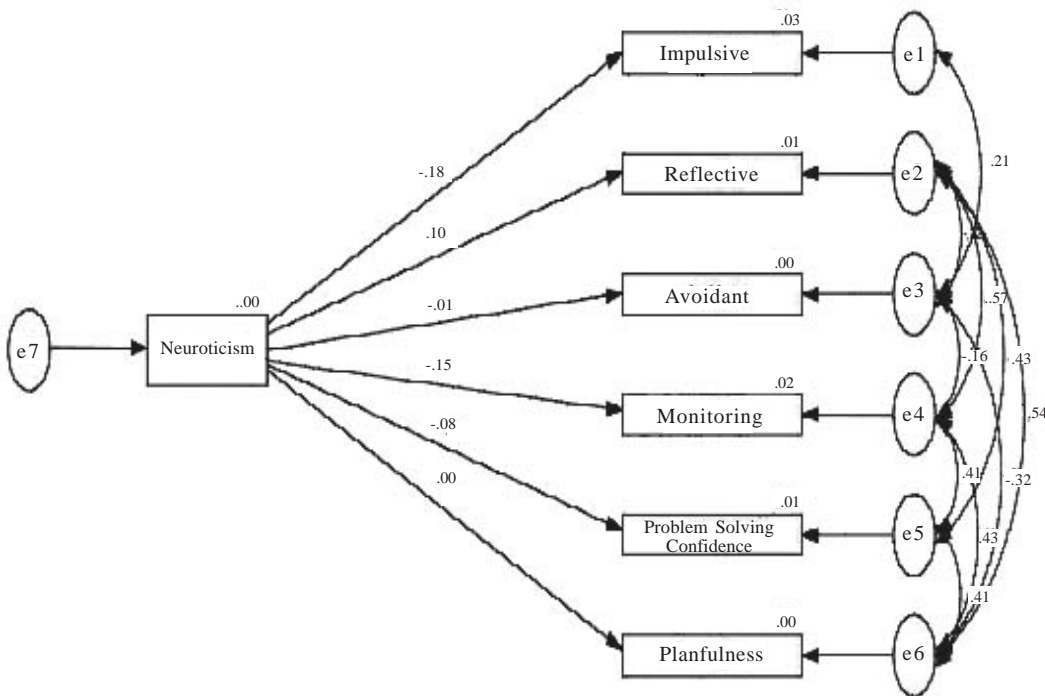 .03
Impulsive
e1
-.18
.01
Reflective
e2
.21
.10
.00
Avoidant
e3
..00
-.01
.57
e7
Neuroticism
-.15
.02
Monitoring
e4
-.16
.43
.54
-.08
.00
.01
Problem Solving
Confidence
e5
.41
-.32
.43
.00
Planfulness
e6
.41